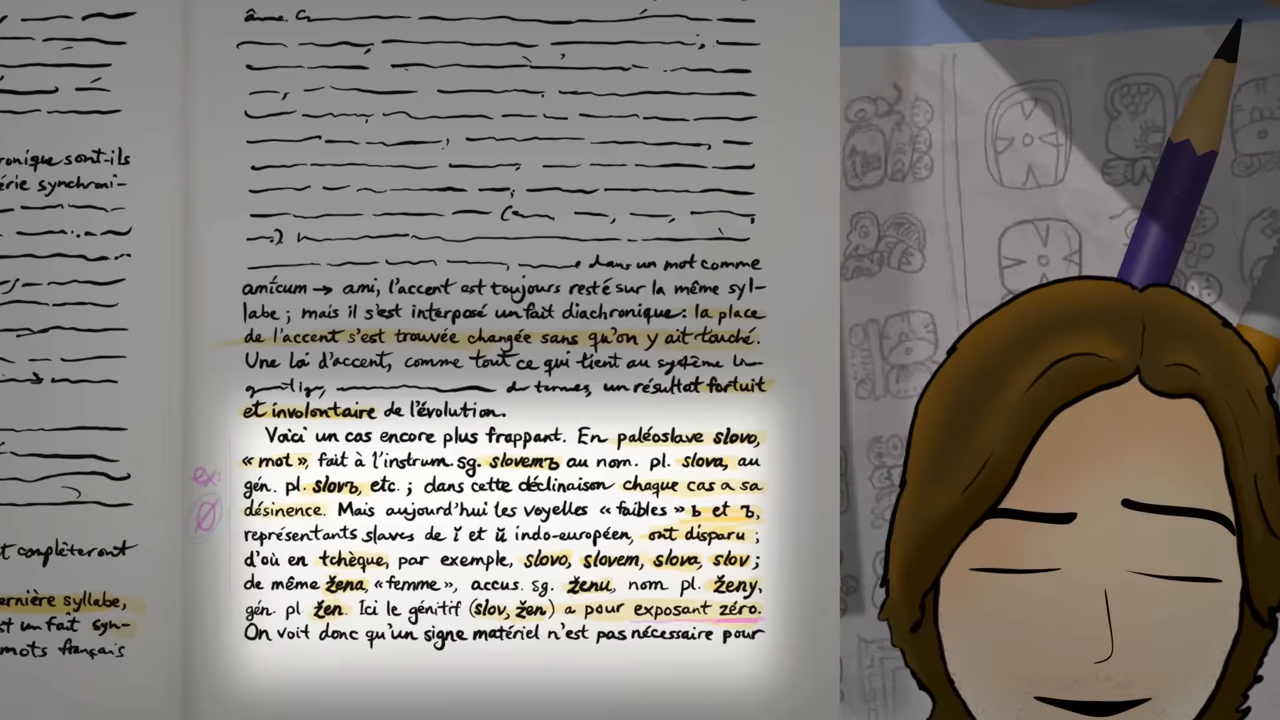 ronique sont-ils
érie synchroni-
t complèteront
ernière syllabe,
st un fait syn-
mots français
âme.
dans un mot comme
amícum → ami, l'accent est toujours resté sur la même syl-
labe ; mais il s'est interposé un fait diachronique : la place
de l'accent s'est trouvée changée sans qu'on y ait touché.
Une loi d'accent, comme tout ce qui tient au système
de termes, un résultat fortuit
et involontaire de l'évolution.
Voici un cas encore plus frappant. En paléoslave slovo,
« mot », fait à l'instrum. sg. slovemъ au nom. pl. slova, au
gén. pl. slovъ, etc. ; dans cette déclinaison chaque cas a sa
désinence. Mais aujourd'hui les voyelles « faibles » ь et ъ,
représentants slaves de ĭ et ŭ indo-européen, ont disparu ;
d'où en tchèque, par exemple, slovo, slovem, slova, slov ;
de même žena, « femme », accus. sg. ženu, nom. pl. ženy,
gén. pl. žen. Ici le génitif (slov, žen) a pour exposant zéro.
On voit donc qu'un signe matériel n'est pas nécessaire pour
ex:
Ø